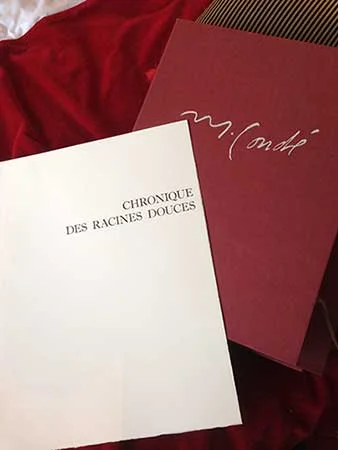 M. Condé
CHRONIQUE
DES RACINES DOUCES